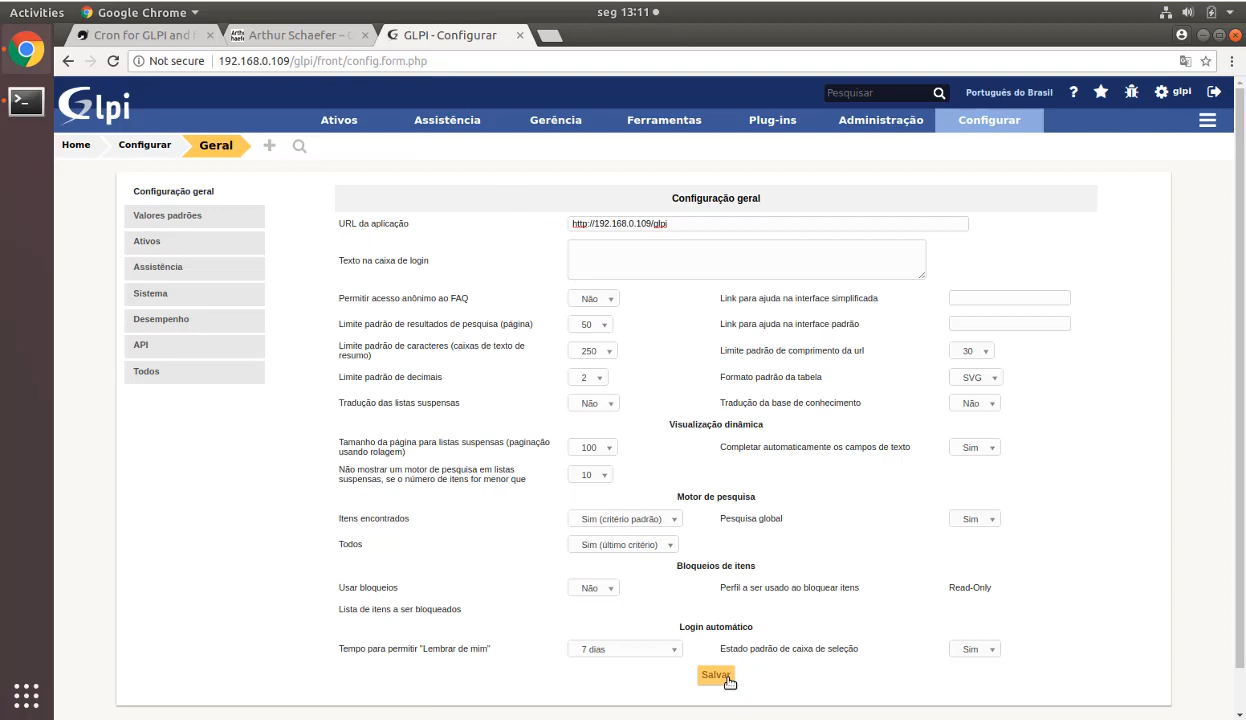 Activities Google Chrome seg 13:11
Cron for GLPI and Arthur Schaefer – GLPI - Configurar
Not secure 192.168.0.109/glpi/front/config.form.php
Glpi Pesquisar Português do Brasil ? glpi
Ativos Assistência Gerência Ferramentas Plug-ins Administração Configurar
Home Configurar Geral
Configuração geral
Valores padrões
Ativos
Assistência
Sistema
Desempenho
API
Todos
Configuração geral
URL da aplicação http://192.168.0.109/glpi
Texto na caixa de login
Permitir acesso anônimo ao FAQ Não Link para ajuda na interface simplificada
Limite padrão de resultados de pesquisa (página) 50 Link para ajuda na interface padrão
Limite padrão de caracteres (caixas de texto de
resumo) 250 Limite padrão de comprimento da url 30
Limite padrão de decimais 2 Formato padrão da tabela SVG
Tradução das listas suspensas Não Tradução da base de conhecimento Não
Visualização dinâmica
Tamanho da página para listas suspensas (paginação
usando rolagem) 100 Completar automaticamente os campos de texto Sim
Não mostrar um motor de pesquisa em listas
suspensas, se o número de itens for menor que 10
Motor de pesquisa
Itens encontrados Sim (critério padrão) Pesquisa global Sim
Todos Sim (último critério)
Bloqueios de itens
Usar bloqueios Não Perfil a ser usado ao bloquear itens Read-Only
Lista de itens a ser bloqueados
Login automático
Tempo para permitir "Lembrar de mim" 7 dias Estado padrão de caixa de seleção Sim
Salvar